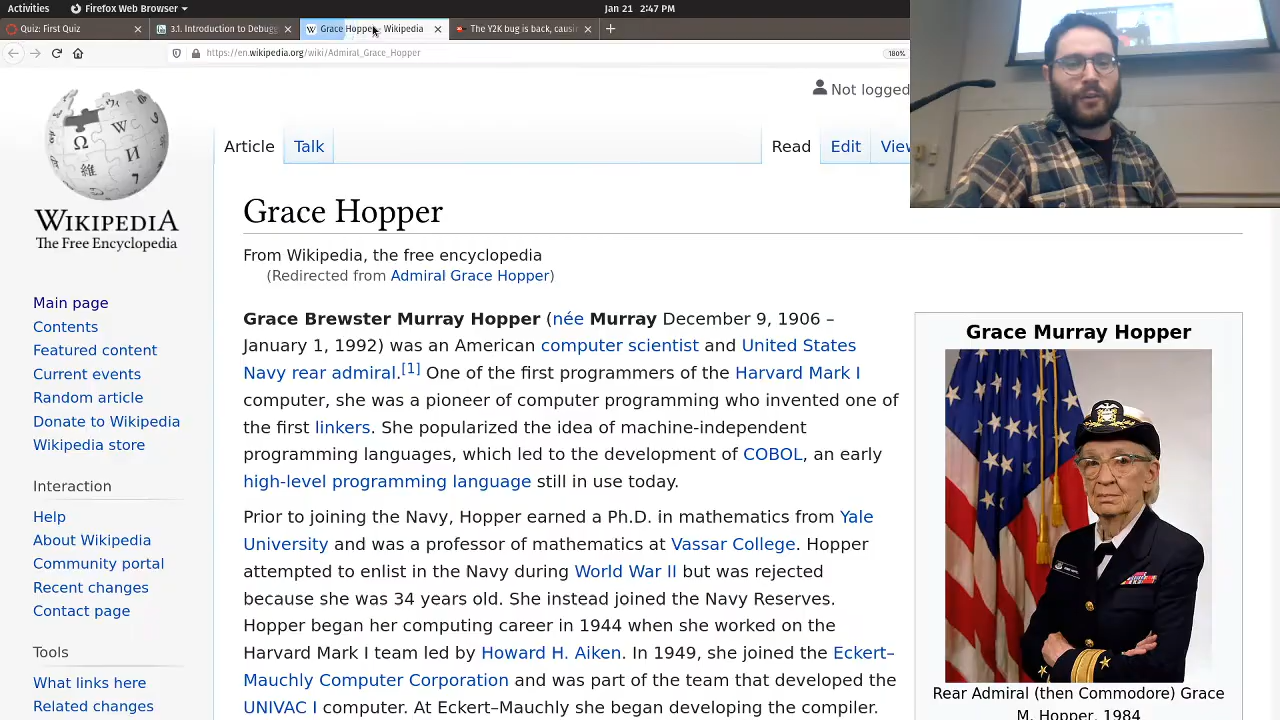 Activities
Firefox Web Browser
Jan 21 2:47 PM
Quiz: First Quiz
3.1. Introduction to Debugg
Grace Hopper - Wikipedia
The Y2K bug is back, causi
https://en.wikipedia.org/wiki/Admiral_Grace_Hopper
180%
Not logged
Article
Talk
Read
Edit
View
WIKIPEDIA
The Free Encyclopedia
Main page
Contents
Featured content
Current events
Random article
Donate to Wikipedia
Wikipedia store
Interaction
Help
About Wikipedia
Community portal
Recent changes
Contact page
Tools
What links here
Related changes
Grace Hopper
From Wikipedia, the free encyclopedia
(Redirected from Admiral Grace Hopper)
Grace Brewster Murray Hopper (née Murray December 9, 1906 –
January 1, 1992) was an American computer scientist and United States
Navy rear admiral.[1] One of the first programmers of the Harvard Mark I
computer, she was a pioneer of computer programming who invented one of
the first linkers. She popularized the idea of machine-independent
programming languages, which led to the development of COBOL, an early
high-level programming language still in use today.
Prior to joining the Navy, Hopper earned a Ph.D. in mathematics from Yale
University and was a professor of mathematics at Vassar College. Hopper
attempted to enlist in the Navy during World War II but was rejected
because she was 34 years old. She instead joined the Navy Reserves.
Hopper began her computing career in 1944 when she worked on the
Harvard Mark I team led by Howard H. Aiken. In 1949, she joined the Eckert–
Mauchly Computer Corporation and was part of the team that developed the
UNIVAC I computer. At Eckert–Mauchly she began developing the compiler.
Grace Murray Hopper
Rear Admiral (then Commodore) Grace
M. Hopper, 1984